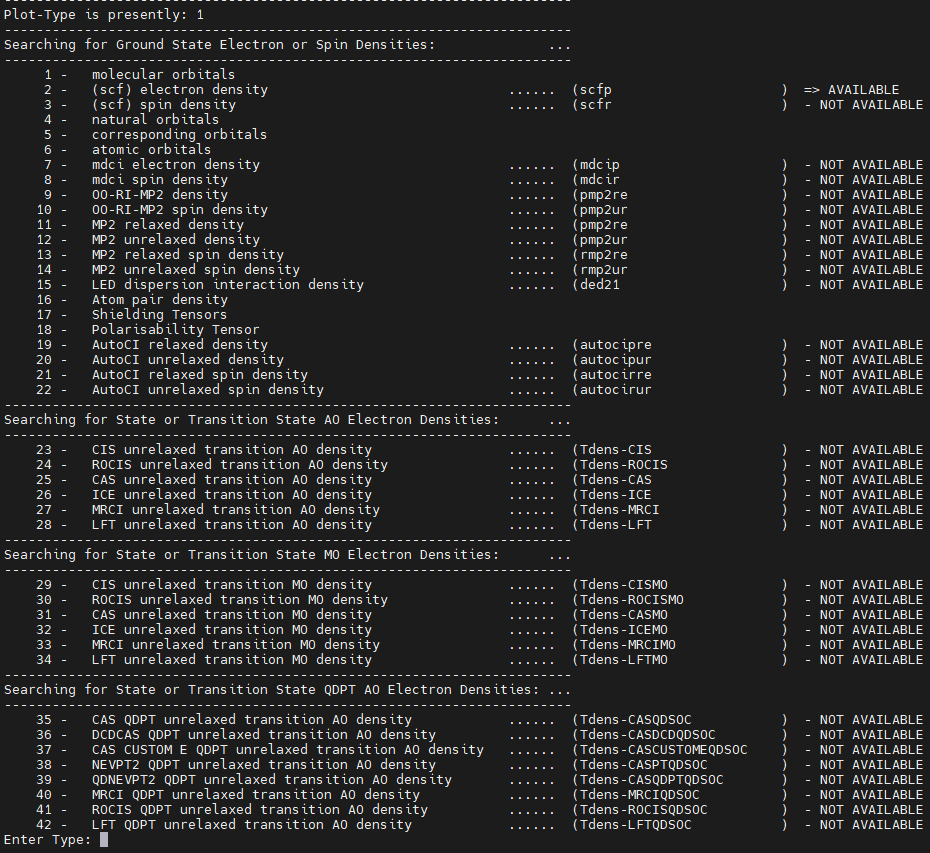 -----------------------------------------------------------------------
Plot-Type is presently: 1
-----------------------------------------------------------------------
Searching for Ground State Electron or Spin Densities:              ...
-----------------------------------------------------------------------
     1 -   molecular orbitals
     2 -   (scf) electron density                              ......  (scfp                     )  => AVAILABLE
     3 -   (scf) spin density                                  ......  (scfr                     )  - NOT AVAILABLE
     4 -   natural orbitals
     5 -   corresponding orbitals
     6 -   atomic orbitals
     7 -   mdci electron density                               ......  (mdcip                    )  - NOT AVAILABLE
     8 -   mdci spin density                                   ......  (mdcir                    )  - NOT AVAILABLE
     9 -   OO-RI-MP2 density                                   ......  (pmp2re                   )  - NOT AVAILABLE
    10 -   OO-RI-MP2 spin density                              ......  (pmp2ur                   )  - NOT AVAILABLE
    11 -   MP2 relaxed density                                 ......  (pmp2re                   )  - NOT AVAILABLE
    12 -   MP2 unrelaxed density                               ......  (pmp2ur                   )  - NOT AVAILABLE
    13 -   MP2 relaxed spin density                            ......  (rmp2re                   )  - NOT AVAILABLE
    14 -   MP2 unrelaxed spin density                          ......  (rmp2ur                   )  - NOT AVAILABLE
    15 -   LED dispersion interaction density                  ......  (ded21                    )  - NOT AVAILABLE
    16 -   Atom pair density
    17 -   Shielding Tensors
    18 -   Polarisability Tensor
    19 -   AutoCI relaxed density                              ......  (autocipre                )  - NOT AVAILABLE
    20 -   AutoCI unrelaxed density                            ......  (autocipur                )  - NOT AVAILABLE
    21 -   AutoCI relaxed spin density                         ......  (autocirre                )  - NOT AVAILABLE
    22 -   AutoCI unrelaxed spin density                       ......  (autocirur                )  - NOT AVAILABLE
-----------------------------------------------------------------------
Searching for State or Transition State AO Electron Densities:      ...
-----------------------------------------------------------------------
    23 -   CIS unrelaxed transition AO density                 ......  (Tdens-CIS                )  - NOT AVAILABLE
    24 -   ROCIS unrelaxed transition AO density               ......  (Tdens-ROCIS              )  - NOT AVAILABLE
    25 -   CAS unrelaxed transition AO density                 ......  (Tdens-CAS                )  - NOT AVAILABLE
    26 -   ICE unrelaxed transition AO density                 ......  (Tdens-ICE                )  - NOT AVAILABLE
    27 -   MRCI unrelaxed transition AO density                ......  (Tdens-MRCI               )  - NOT AVAILABLE
    28 -   LFT unrelaxed transition AO density                 ......  (Tdens-LFT                )  - NOT AVAILABLE
-----------------------------------------------------------------------
Searching for State or Transition State MO Electron Densities:      ...
-----------------------------------------------------------------------
    29 -   CIS unrelaxed transition MO density                 ......  (Tdens-CISMO              )  - NOT AVAILABLE
    30 -   ROCIS unrelaxed transition MO density               ......  (Tdens-ROCISMO            )  - NOT AVAILABLE
    31 -   CAS unrelaxed transition MO density                 ......  (Tdens-CASMO              )  - NOT AVAILABLE
    32 -   ICE unrelaxed transition MO density                 ......  (Tdens-ICEMO              )  - NOT AVAILABLE
    33 -   MRCI unrelaxed transition MO density                ......  (Tdens-MRCIMO             )  - NOT AVAILABLE
    34 -   LFT unrelaxed transition MO density                 ......  (Tdens-LFTMO              )  - NOT AVAILABLE
-----------------------------------------------------------------------
Searching for State or Transition State QDPT AO Electron Densities: ...
-----------------------------------------------------------------------
    35 -   CAS QDPT unrelaxed transition AO density            ......  (Tdens-CASQDSOC           )  - NOT AVAILABLE
    36 -   DCDCAS QDPT unrelaxed transition AO density         ......  (Tdens-CASDCDQDSOC        )  - NOT AVAILABLE
    37 -   CAS CUSTOM E QDPT unrelaxed transition AO density   ......  (Tdens-CASCUSTOMEQDSOC    )  - NOT AVAILABLE
    38 -   NEVPT2 QDPT unrelaxed transition AO density         ......  (Tdens-CASPTQDSOC         )  - NOT AVAILABLE
    39 -   QDNEVPT2 QDPT unrelaxed transition AO density       ......  (Tdens-CASQDPTQDSOC       )  - NOT AVAILABLE
    40 -   MRCI QDPT unrelaxed transition AO density           ......  (Tdens-MRCIQDSOC          )  - NOT AVAILABLE
    41 -   ROCIS QDPT unrelaxed transition AO density          ......  (Tdens-ROCISQDSOC         )  - NOT AVAILABLE
    42 -   LFT QDPT unrelaxed transition AO density            ......  (Tdens-LFTQDSOC           )  - NOT AVAILABLE
Enter Type: